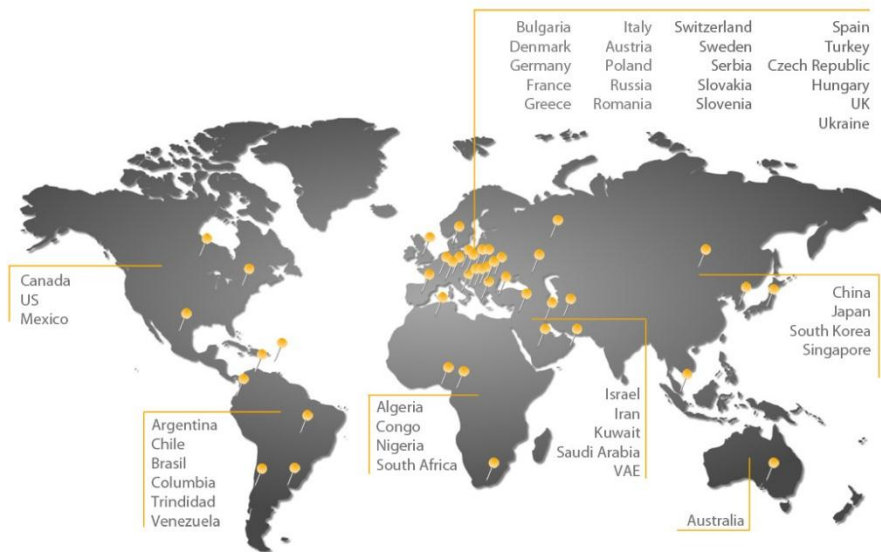 Bulgaria
Denmark
Germany
France
Greece
Italy
Austria
Poland
Russia
Romania
Switzerland
Sweden
Serbia
Slovakia
Slovenia
Spain
Turkey
Czech Republic
Hungary
UK
Ukraine
Canada
US
Mexico
China
Japan
South Korea
Singapore
Argentina
Chile
Brasil
Columbia
Trindidad
Venezuela
Algeria
Congo
Nigeria
South Africa
Israel
Iran
Kuwait
Saudi Arabia
VAE
Australia